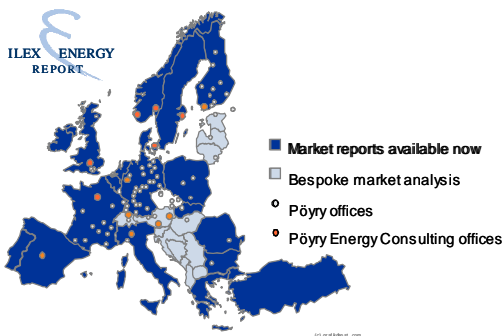 ILEX ENERGY
REPORT
Market reports available now
Bespoke market analysis
Pöyry offices
Pöyry Energy Consulting offices